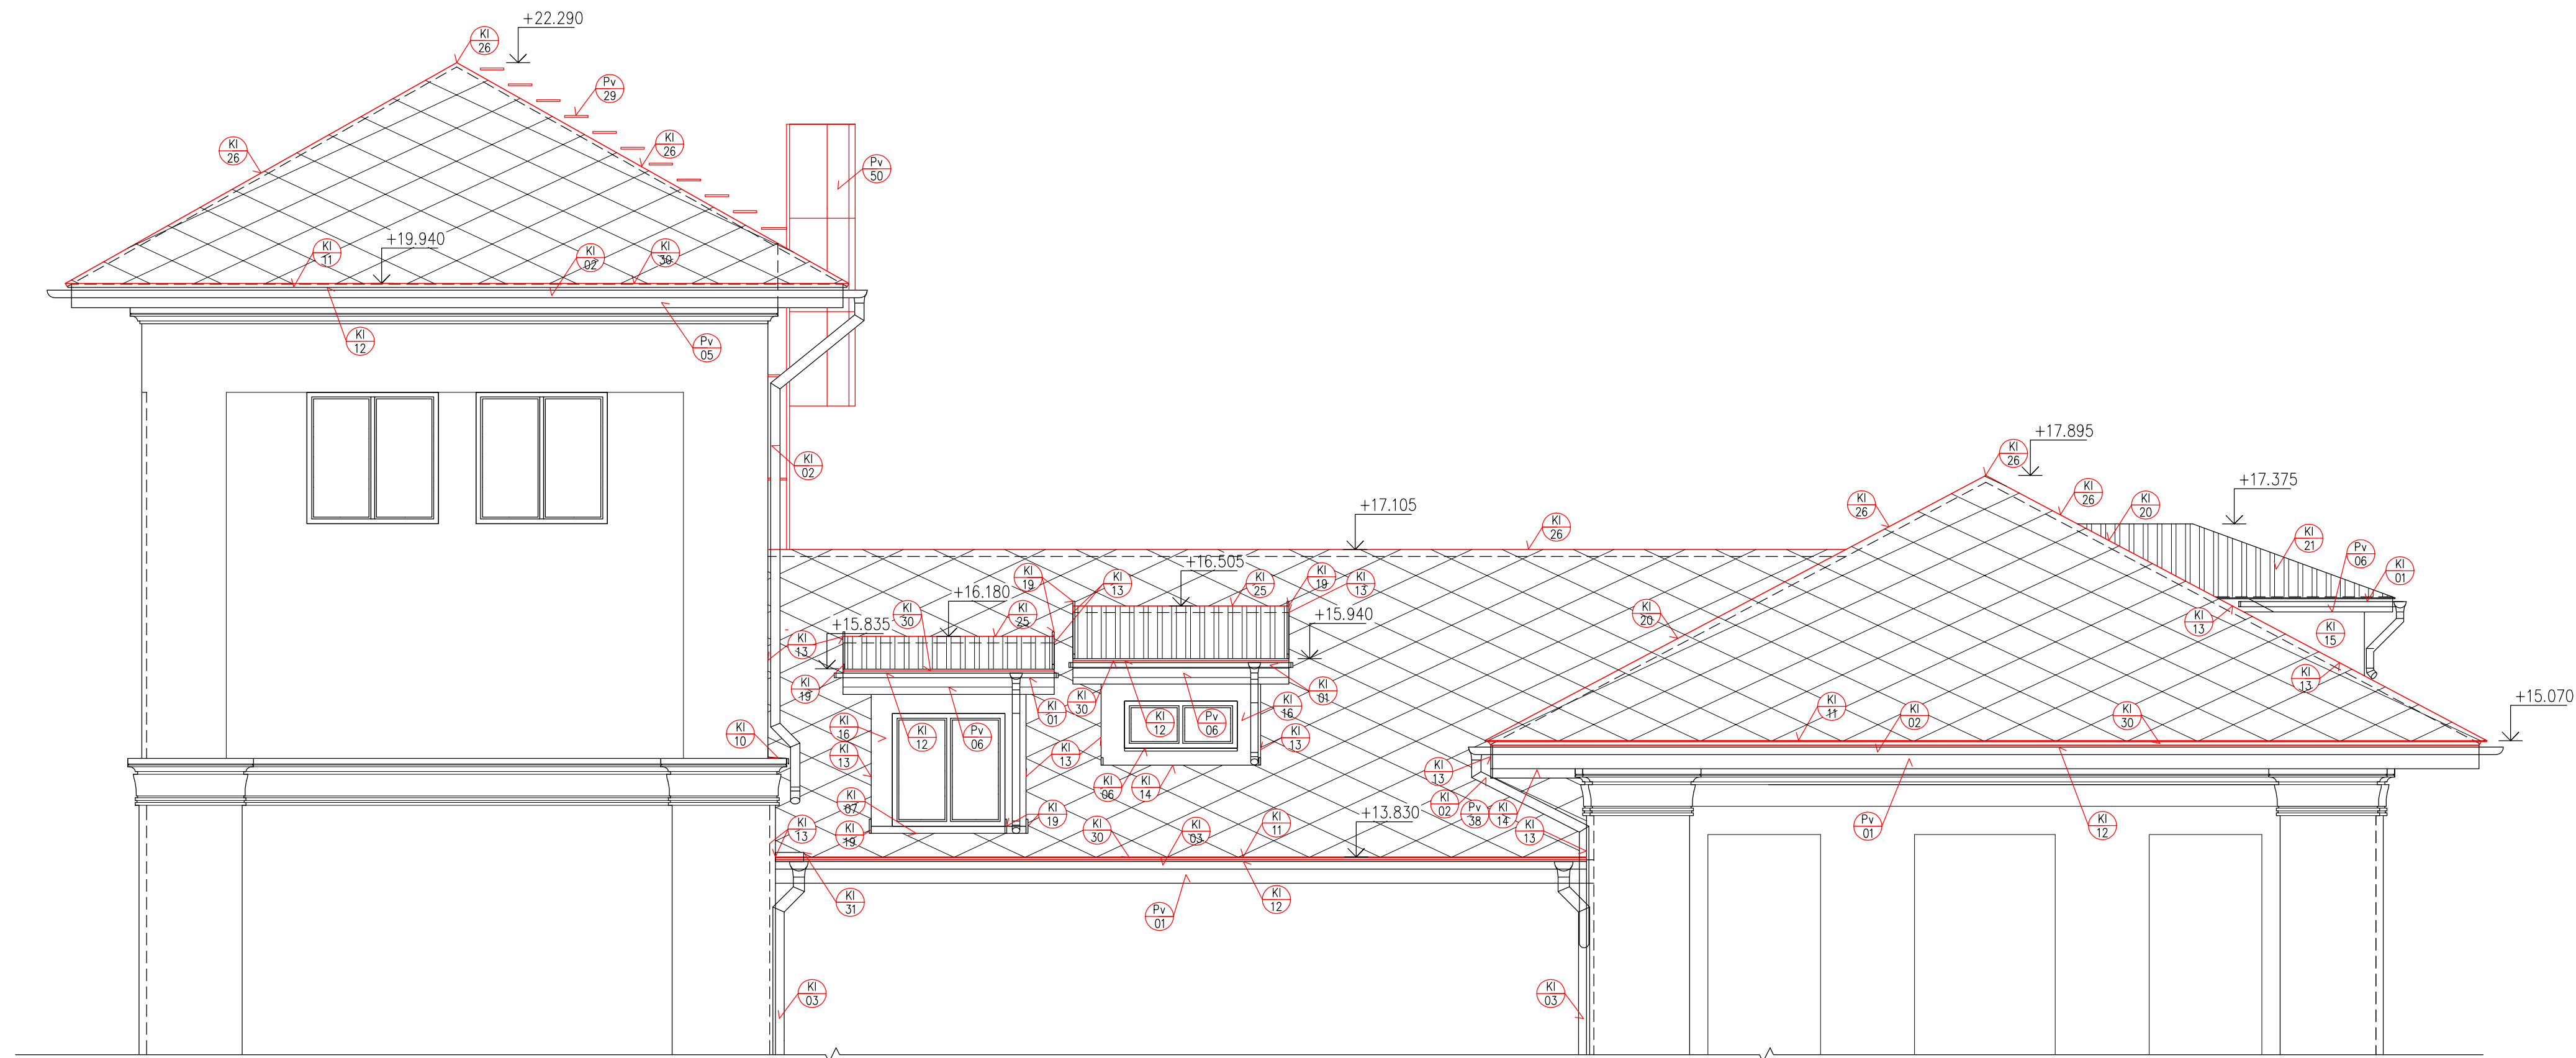 +22.290
Kl
26
Pv
29
Kl
26
Kl
26
Pv
50
+19.940
Kl
11
Kl
02
Kl
30
Kl
12
Pv
05
Kl
02
+17.895
Kl
26
+17.375
Kl
26
Kl
26
Kl
20
Kl
21
Pv
06
Kl
01
+17.105
Kl
26
+16.505
Kl
19
Kl
13
Kl
25
Kl
19
Kl
13
+16.180
Kl
30
Kl
25
+15.835
+15.940
Kl
20
Kl
13
Kl
15
Kl
13
Kl
19
Kl
13
Kl
01
Kl
30
Kl
01
Kl
16
Kl
16
Kl
12
Pv
06
Kl
12
Pv
06
Kl
13
Kl
10
Kl
13
Kl
13
Kl
11
Kl
02
Kl
30
+15.070
Kl
06
Kl
14
Kl
13
Kl
02
Pv
38
Kl
14
Kl
13
Kl
07
Kl
19
Kl
19
Kl
13
Kl
30
Kl
03
Kl
11
+13.830
Pv
01
Kl
12
Kl
31
Pv
01
Kl
12
Kl
03
Kl
03